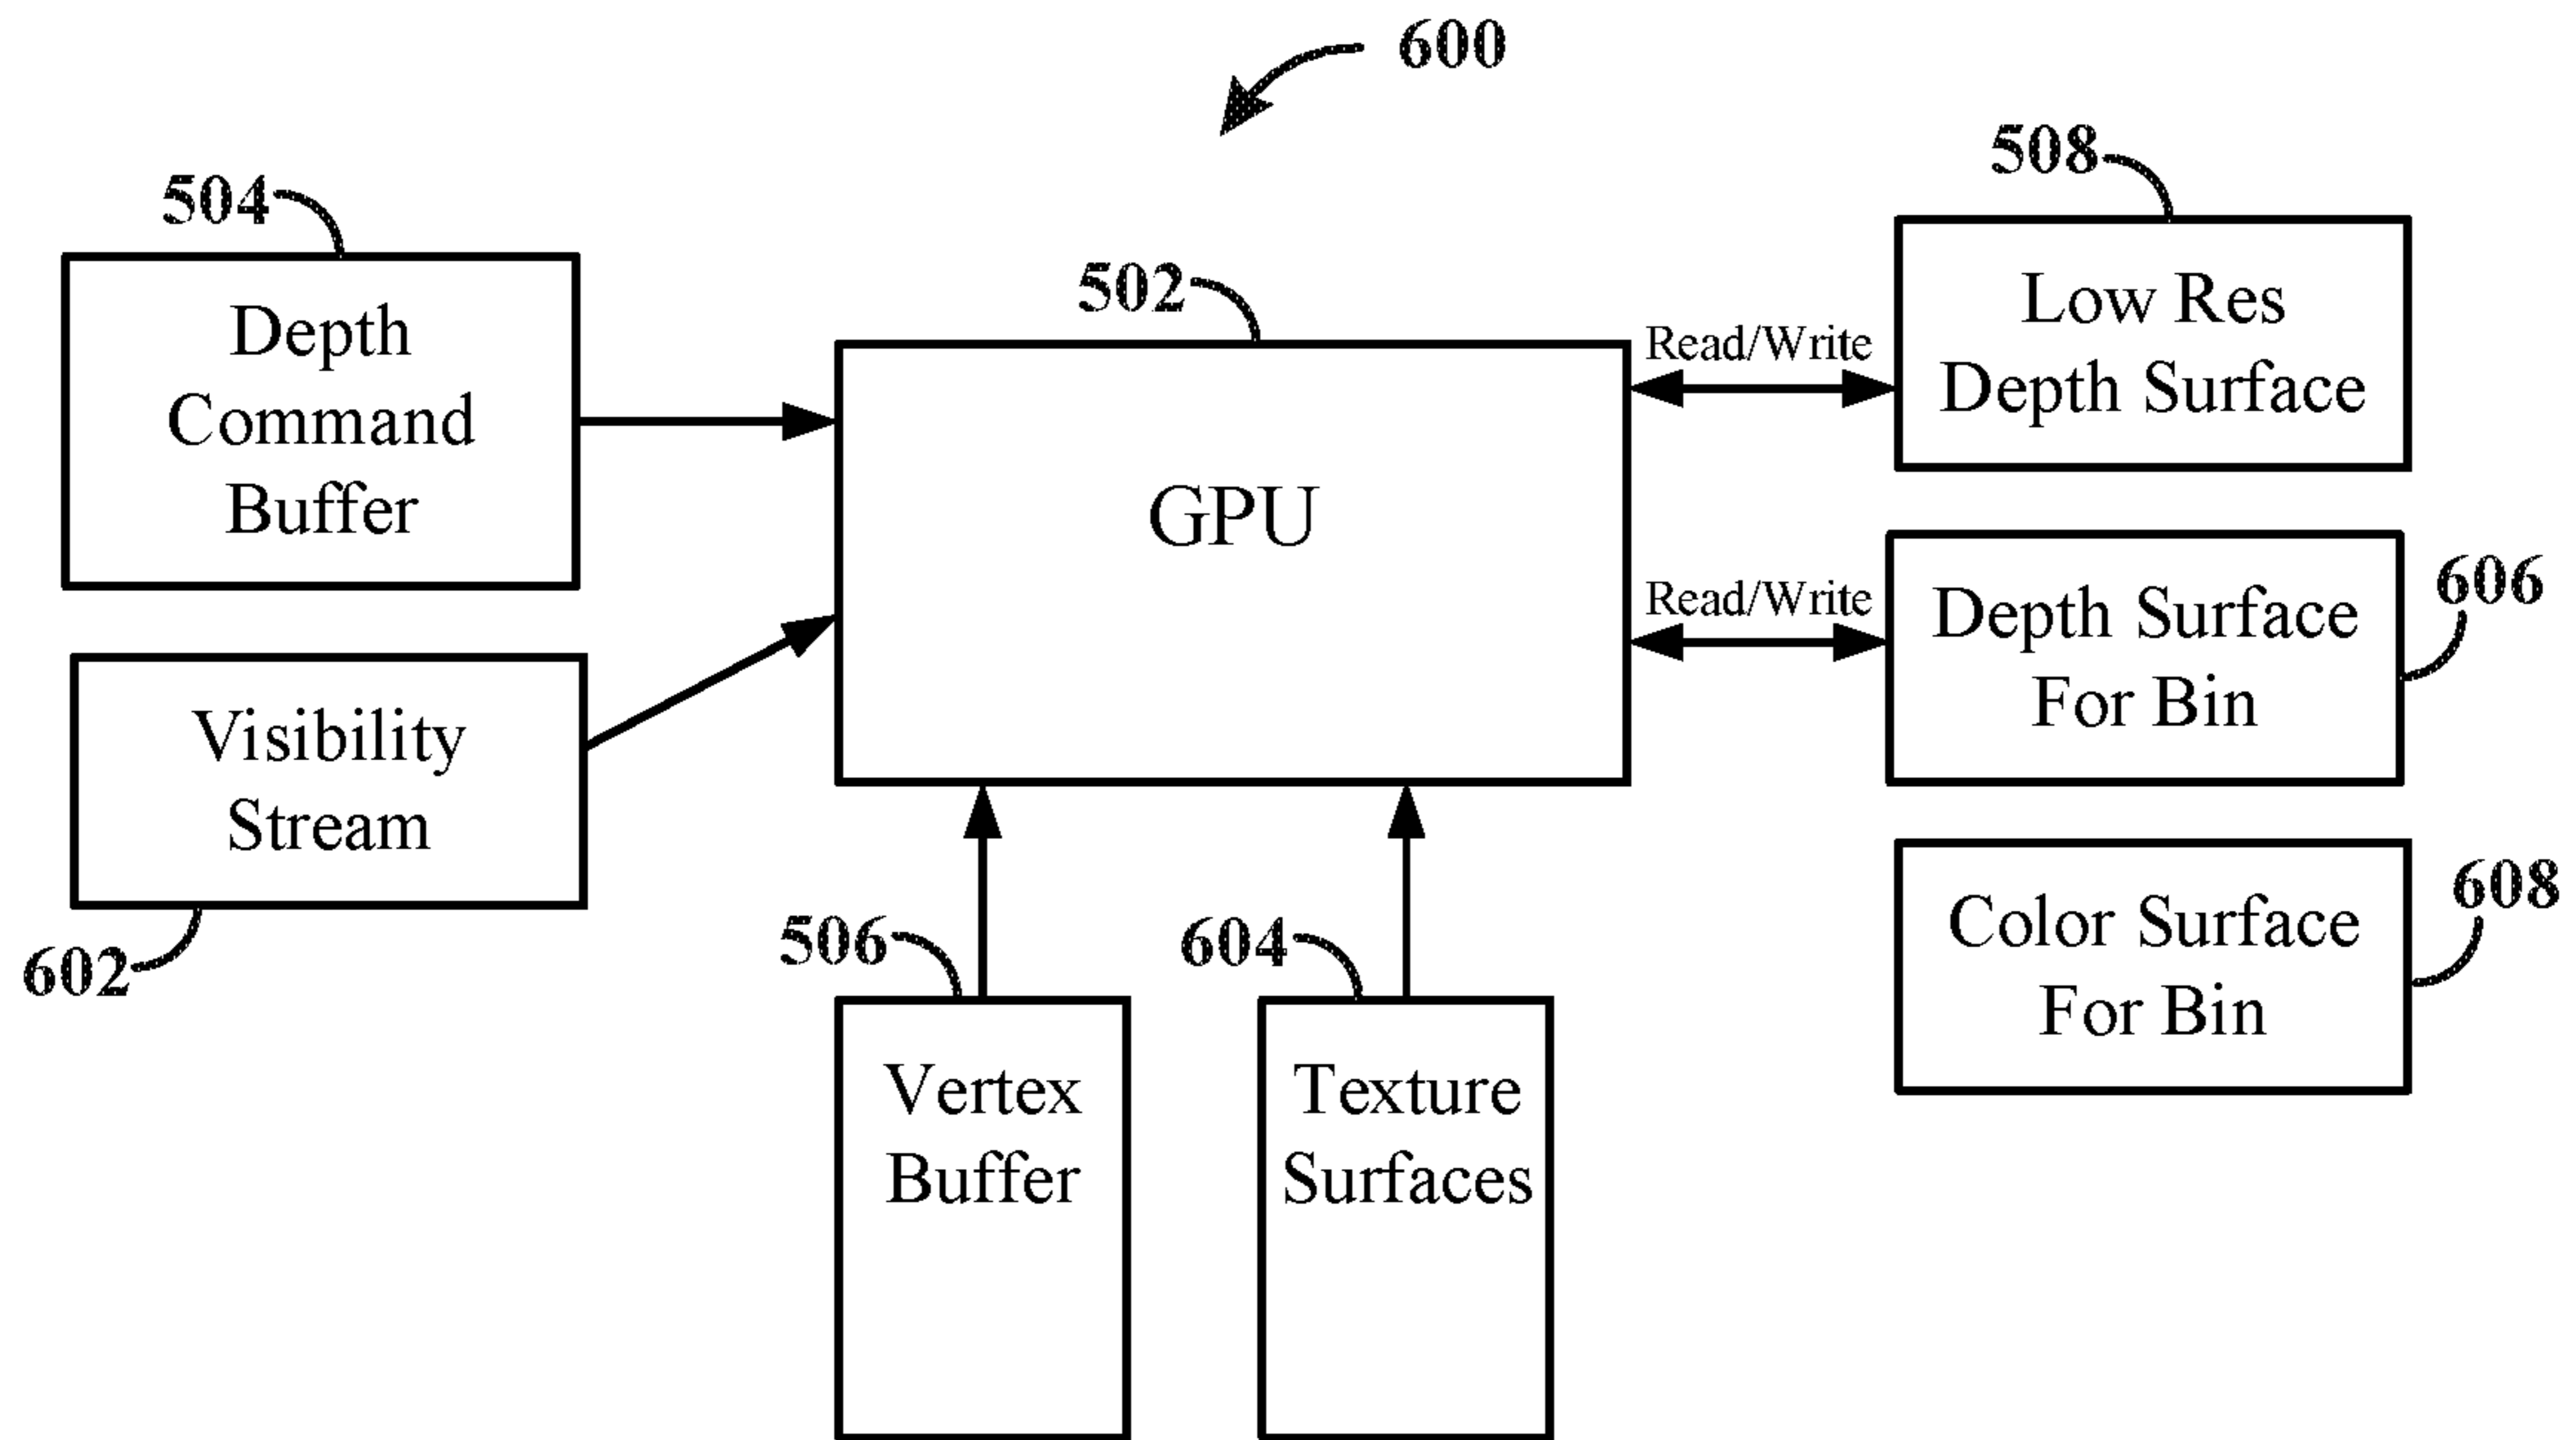 600
504
Depth
Command
Buffer
502
GPU
508
Low Res
Depth Surface
Read/Write
Read/Write
Depth Surface
For Bin
606
Visibility
Stream
602
506
Vertex
Buffer
604
Texture
Surfaces
Color Surface
For Bin
608